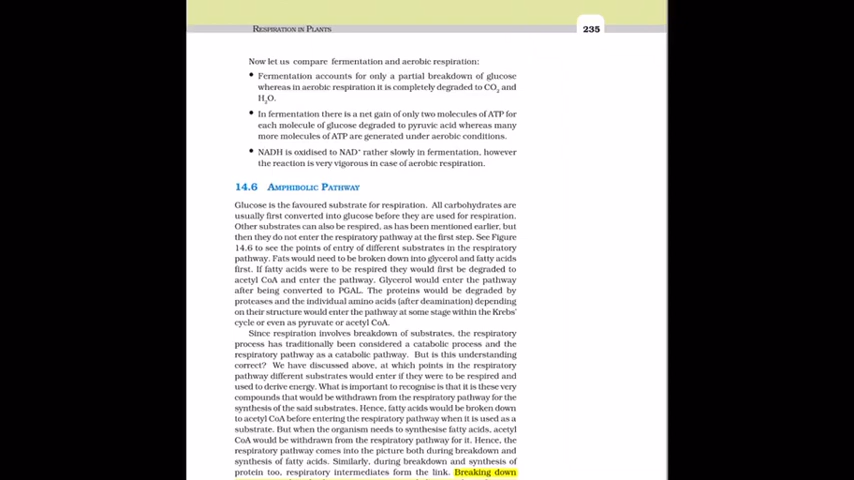 RESPIRATION IN PLANTS
235
Now let us compare fermentation and aerobic respiration:
• Fermentation accounts for only a partial breakdown of glucose
whereas in aerobic respiration it is completely degraded to CO₂ and
H₂O.
• In fermentation there is a net gain of only two molecules of ATP for
each molecule of glucose degraded to pyruvic acid whereas many
more molecules of ATP are generated under aerobic conditions.
• NADH is oxidised to NAD⁺ rather slowly in fermentation, however
the reaction is very vigorous in case of aerobic respiration.
14.6 AMPHIBOLIC PATHWAY
Glucose is the favoured substrate for respiration. All carbohydrates are
usually first converted into glucose before they are used for respiration.
Other substrates can also be respired, as has been mentioned earlier, but
then they do not enter the respiratory pathway at the first step. See Figure
14.6 to see the points of entry of different substrates in the respiratory
pathway. Fats would need to be broken down into glycerol and fatty acids
first. If fatty acids were to be respired they would first be degraded to
acetyl CoA and enter the pathway. Glycerol would enter the pathway
after being converted to PGAL. The proteins would be degraded by
proteases and the individual amino acids (after deamination) depending
on their structure would enter the pathway at some stage within the Krebs'
cycle or even as pyruvate or acetyl CoA.
Since respiration involves breakdown of substrates, the respiratory
process has traditionally been considered a catabolic process and the
respiratory pathway as a catabolic pathway. But is this understanding
correct? We have discussed above, at which points in the respiratory
pathway different substrates would enter if they were to be respired and
used to derive energy. What is important to recognise is that it is these very
compounds that would be withdrawn from the respiratory pathway for the
synthesis of the said substrates. Hence, fatty acids would be broken down
to acetyl CoA before entering the respiratory pathway when it is used as a
substrate. But when the organism needs to synthesise fatty acids, acetyl
CoA would be withdrawn from the respiratory pathway for it. Hence, the
respiratory pathway comes into the picture both during breakdown and
synthesis of fatty acids. Similarly, during breakdown and synthesis of
protein too, respiratory intermediates form the link. Breaking down